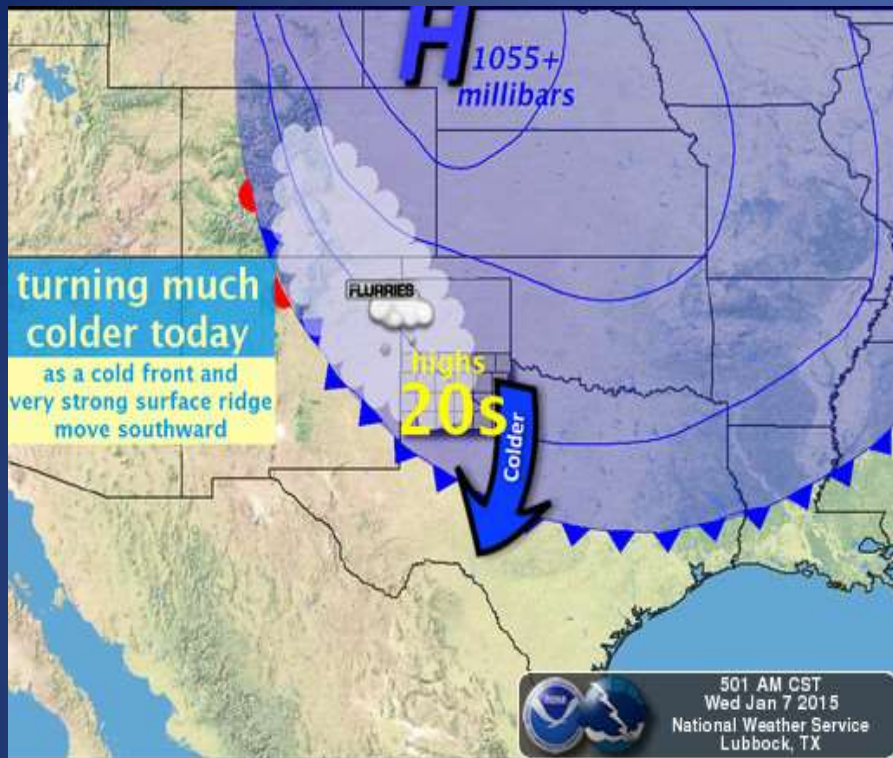 H
1055+
millibars
turning much
colder today
as a cold front and
very strong surface ridge
move southward
FLURRIES
highs
20s
Colder
noaa
501 AM CST
Wed Jan 7 2015
National Weather Service
Lubbock, TX